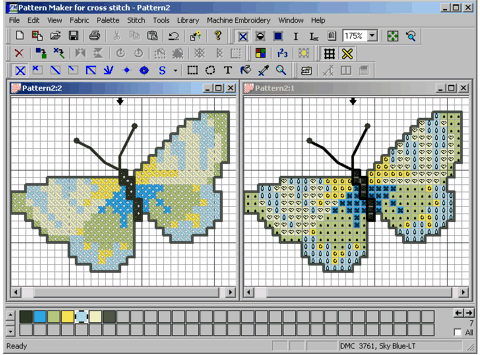 Pattern Maker for cross stitch - Pattern2
File Edit View Fabric Palette Stitch Tools Library Machine Embroidery Window Help
175%
Pattern2:2
Pattern2:1
7
All
Ready
DMC 3761, Sky Blue-LT